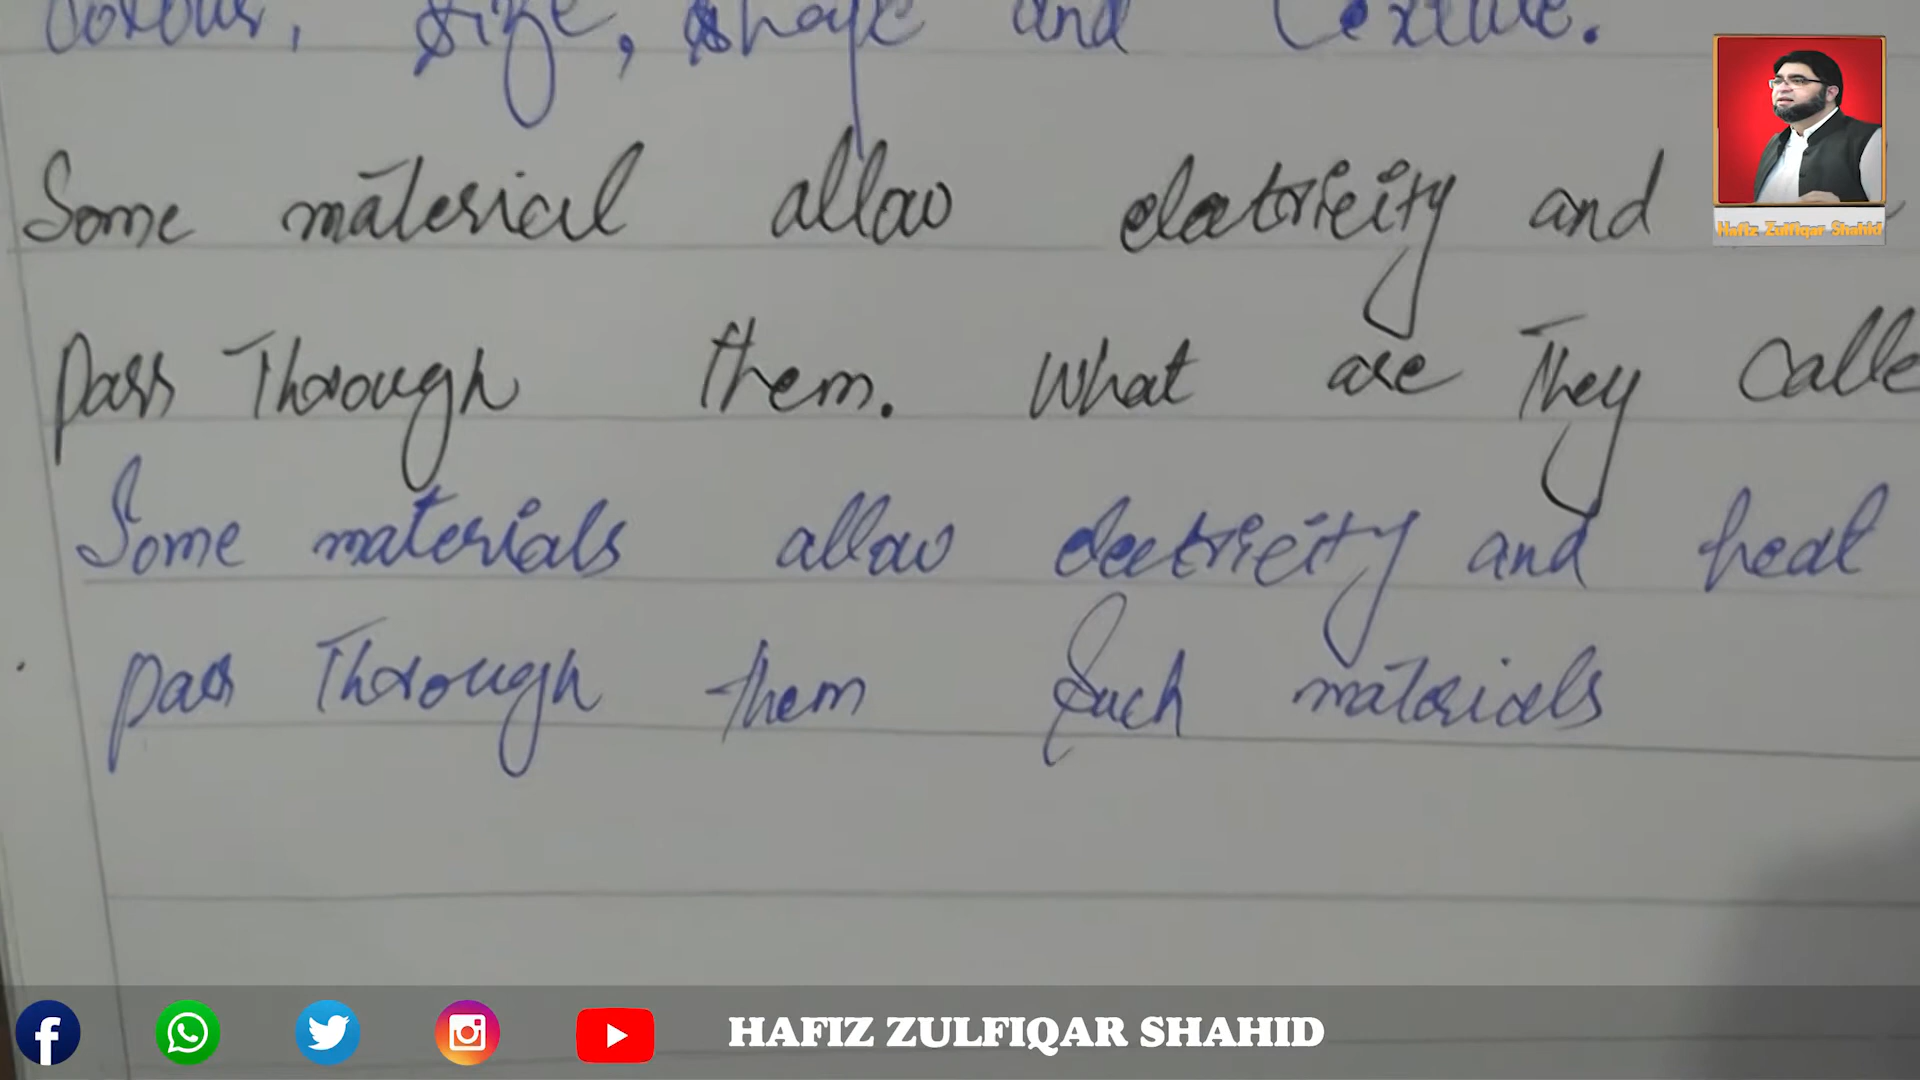 Colour, size, shape and Texture.
Some material allow electricity and
pass Through them. What are They Calle
Some materials allow electricity and heat
pass Through them Such materials
Hafiz Zulfiqar Shahid
HAFIZ ZULFIQAR SHAHID